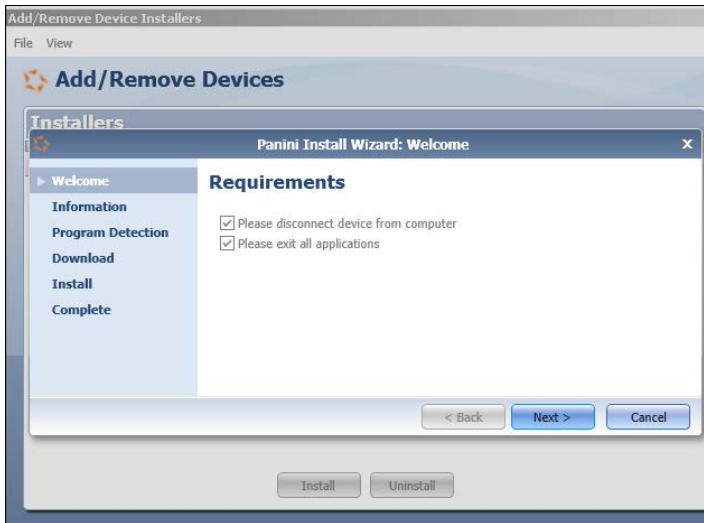 Add/Remove Device Installers
File View
Add/Remove Devices
Installers
Panini Install Wizard: Welcome x
Welcome
Information
Program Detection
Download
Install
Complete
Requirements
Please disconnect device from computer
Please exit all applications
< Back Next > Cancel
Install Uninstall